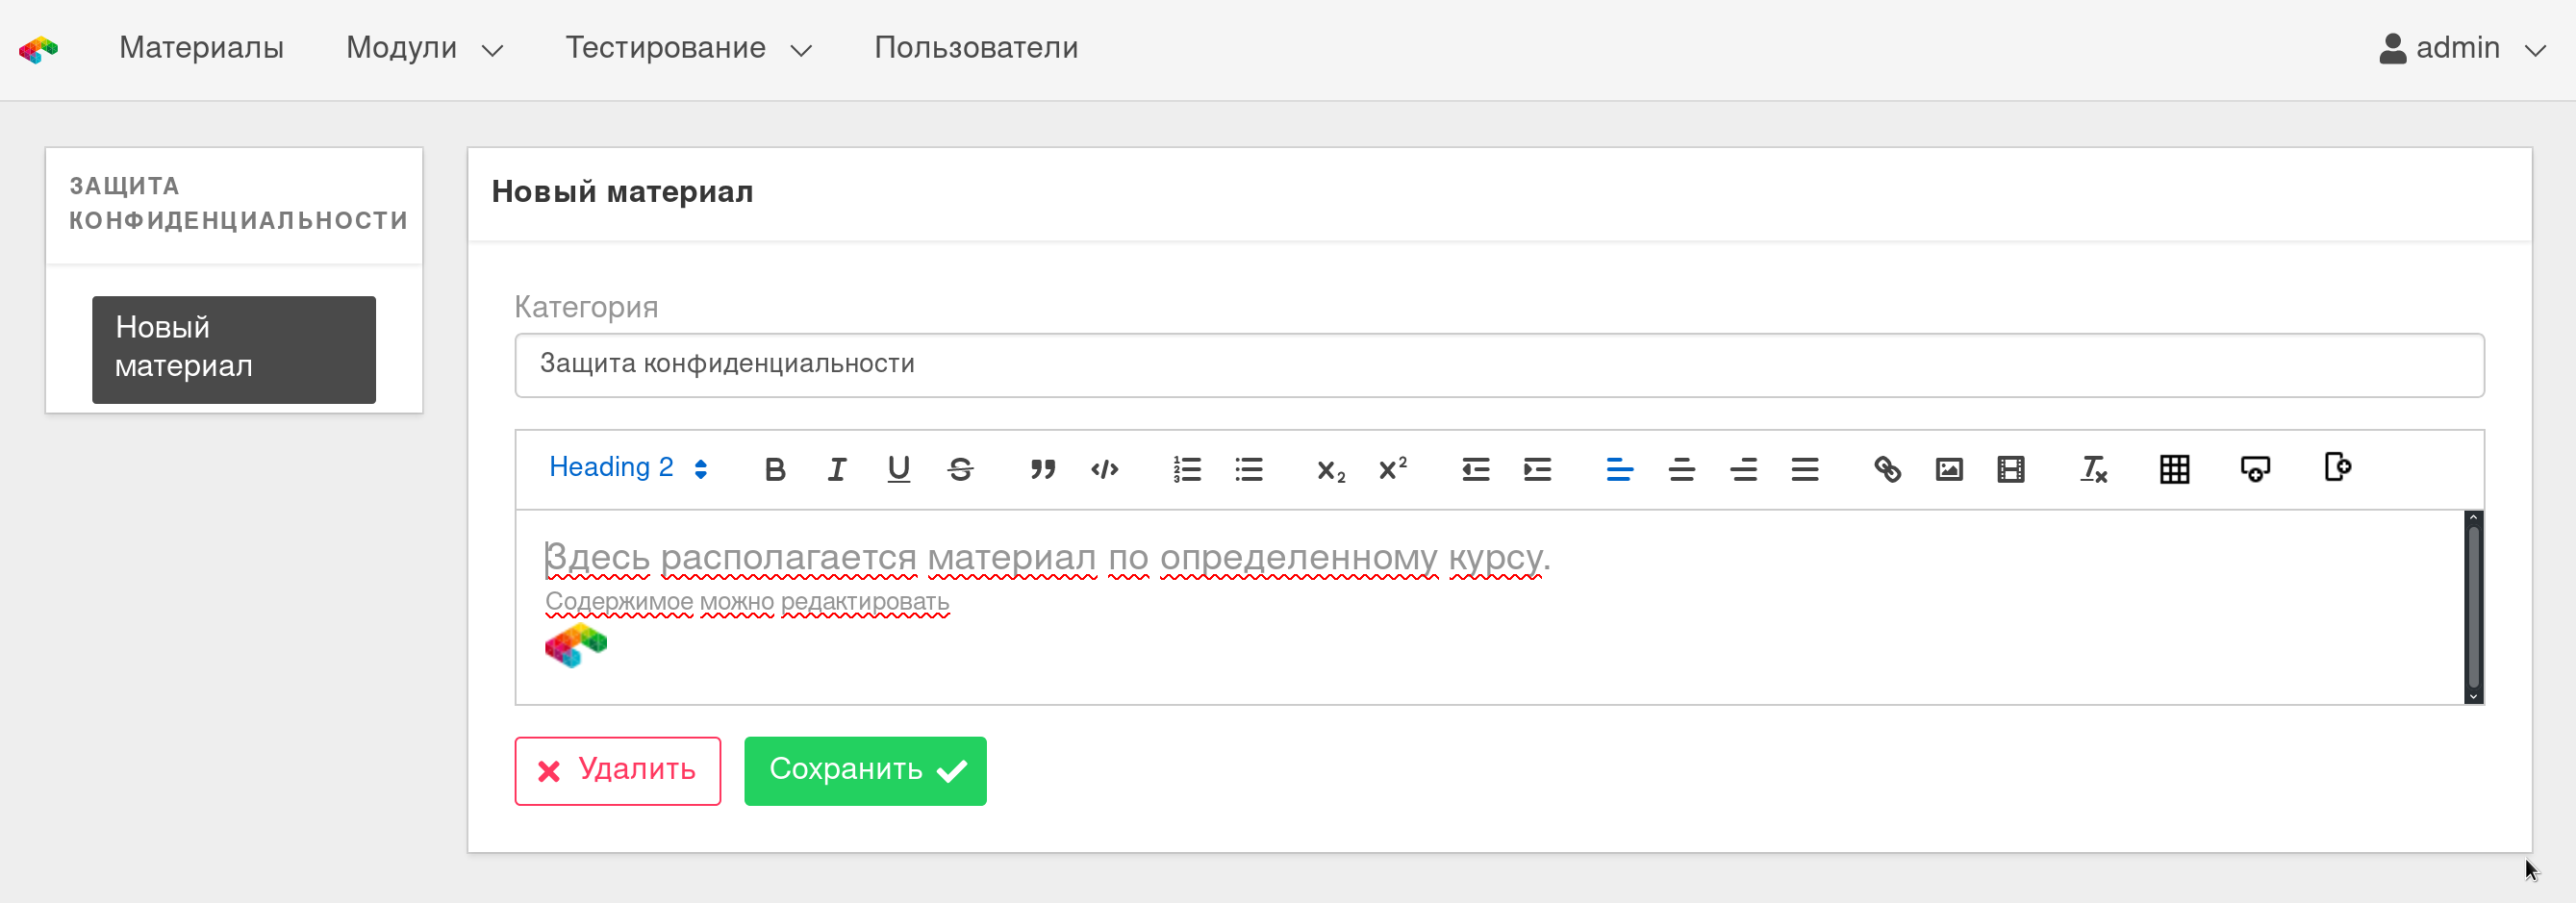 Материалы Модули Тестирование Пользователи admin
ЗАЩИТА
КОНФИДЕНЦИАЛЬНОСТИ
Новый
материал
Новый материал
Категория
Защита конфиденциальности
Heading 2
Здесь располагается материал по определенному курсу.
Содержимое можно редактировать
Удалить Сохранить